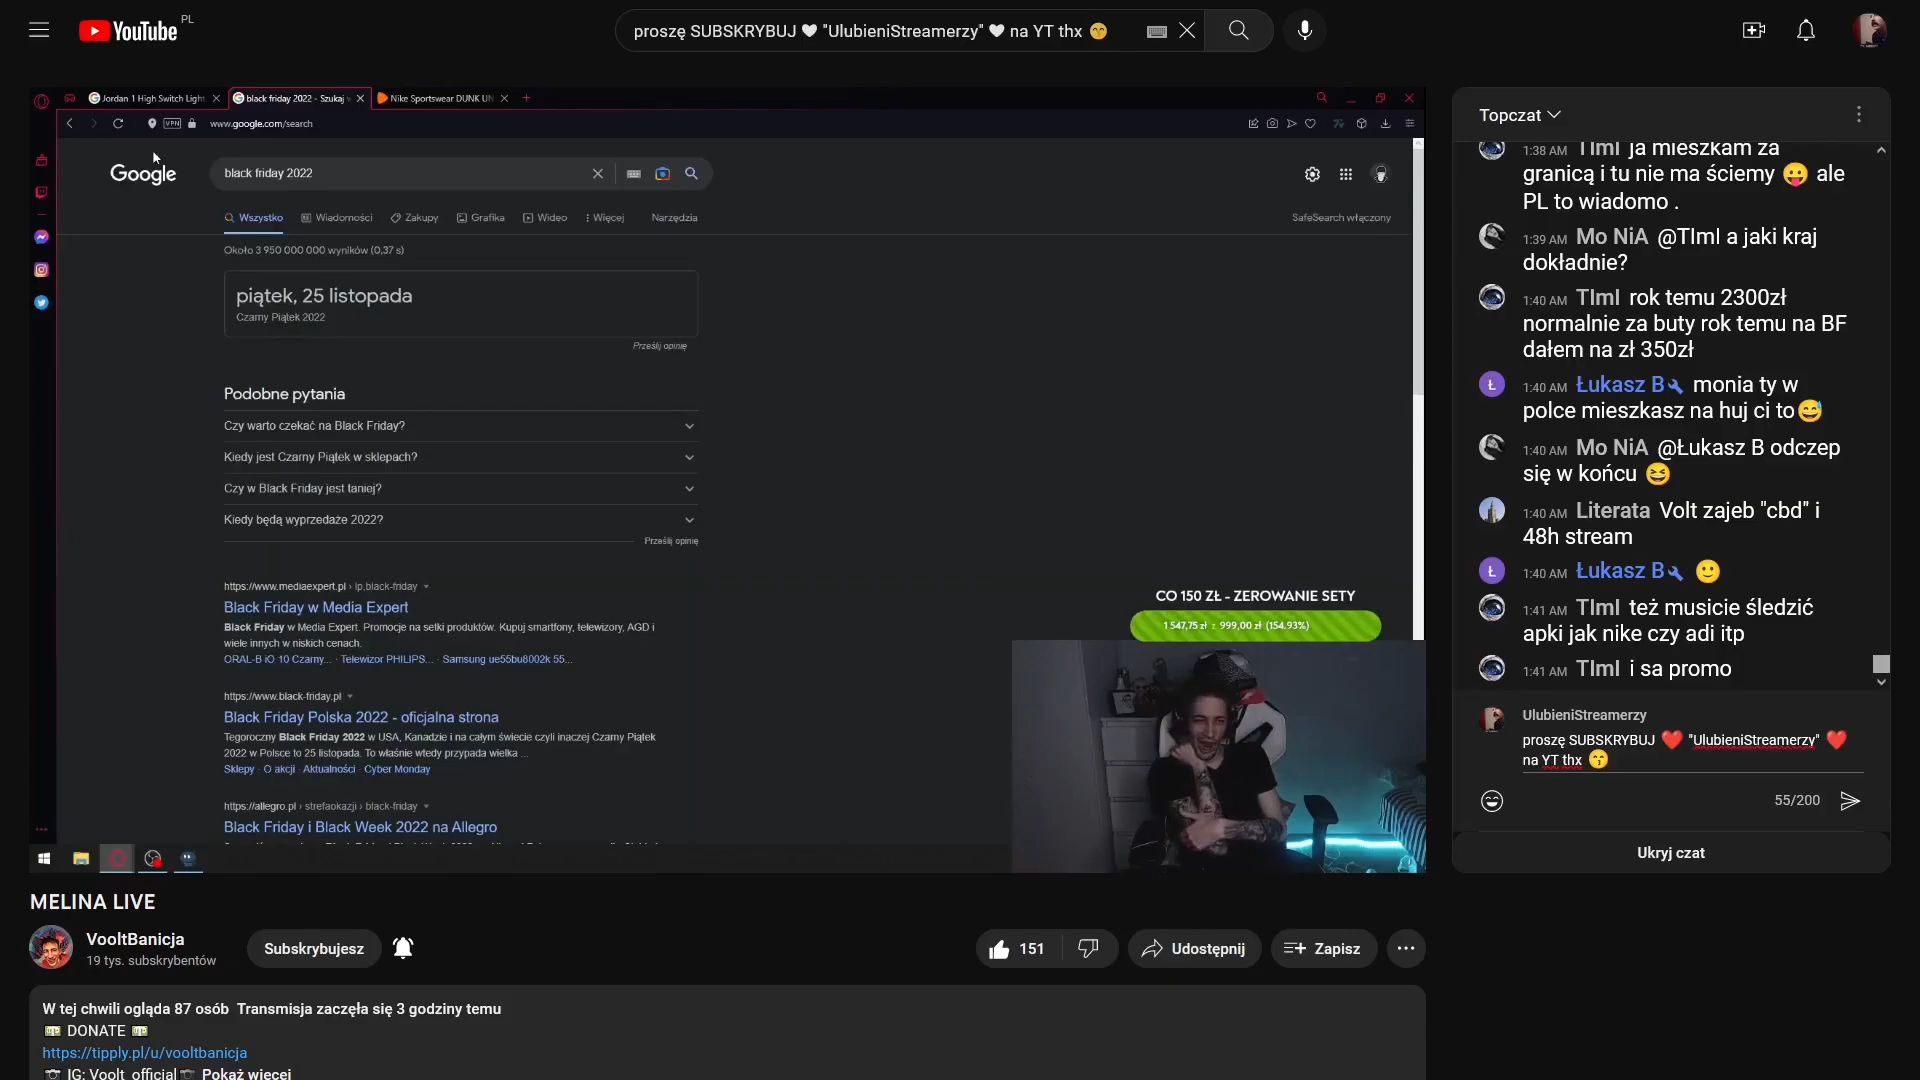 YouTube PL
proszę SUBSKRYBUJ 🤍 "UlubieniStreamerzy" 🤍 na YT thx 😙
Jordan 1 High Switch Light
black friday 2022 - Szukaj
Nike Sportswear DUNK UN
VPN
www.google.com/search
Google
black friday 2022
Wszystko
Wiadomości
Zakupy
Grafika
Wideo
Więcej
Narzędzia
SafeSearch włączony
Około 3 950 000 000 wyników (0,37 s)
piątek, 25 listopada
Czarny Piątek 2022
Prześlij opinię
Podobne pytania
Czy warto czekać na Black Friday?
Kiedy jest Czarny Piątek w sklepach?
Czy w Black Friday jest taniej?
Kiedy będą wyprzedaże 2022?
Prześlij opinię
https://www.mediaexpert.pl › lp,black-friday
Black Friday w Media Expert
Black Friday w Media Expert. Promocje na setki produktów. Kupuj smartfony, telewizory, AGD i
wiele innych w niskich cenach.
ORAL-B iO 10 Czarny... · Telewizor PHILIPS... · Samsung ue55bu8002k 55...
https://www.black-friday.pl
Black Friday Polska 2022 - oficjalna strona
Tegoroczny Black Friday 2022 w USA, Kanadzie i na całym świecie czyli inaczej Czarny Piątek
2022 w Polsce to 25 listopada. To właśnie wtedy przypada wielka ...
Sklepy · O akcji · Aktualności · Cyber Monday
https://allegro.pl › strefaokazji › black-friday
Black Friday i Black Week 2022 na Allegro
CO 150 ZŁ - ZEROWANIE SETY
1 547,75 zł z 999,00 zł (154.93%)
MELINA LIVE
VooltBanicja
19 tys. subskrybentów
Subskrybujesz
151
Udostępnij
Zapisz
W tej chwili ogląda 87 osób Transmisja zaczęła się 3 godziny temu
💵 DONATE 💵
https://tipply.pl/u/vooltbanicja
📷 IG: Voolt_official 📷 Pokaż więcej
Topczat
1:38 AM TImI ja mieszkam za
granicą i tu nie ma ściemy 😛 ale
PL to wiadomo .
1:39 AM Mo NiA @TImI a jaki kraj
dokładnie?
1:40 AM TImI rok temu 2300zł
normalnie za buty rok temu na BF
dałem na zł 350zł
Ł 1:40 AM Łukasz B monia ty w
polce mieszkasz na huj ci to😅
1:40 AM Mo NiA @Łukasz B odczep
się w końcu 😆
1:40 AM Literata Volt zajeb "cbd" i
48h stream
Ł 1:40 AM Łukasz B 🙂
1:41 AM TImI też musicie śledzić
apki jak nike czy adi itp
1:41 AM TImI i sa promo
UlubieniStreamerzy
proszę SUBSKRYBUJ ❤️ "UlubieniStreamerzy" ❤️
na YT thx 😙
55/200
Ukryj czat